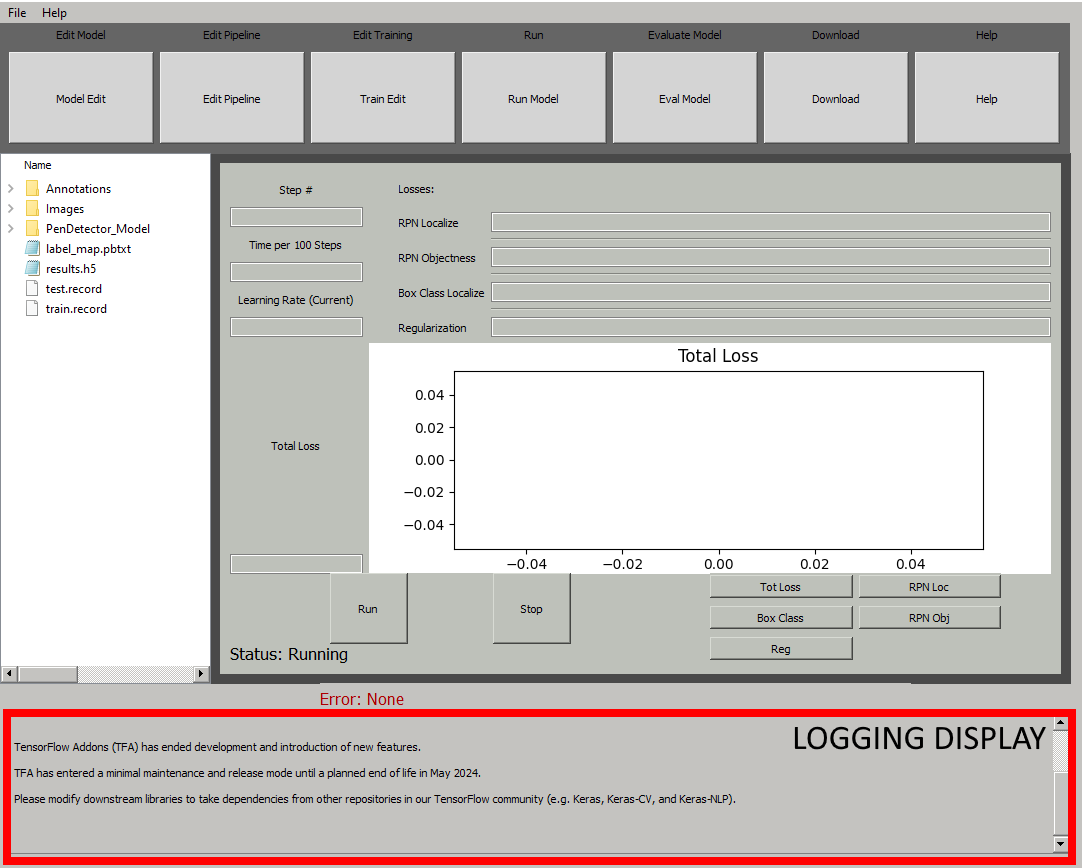 File Help
Edit Model Edit Pipeline Edit Training Run Evaluate Model Download Help
Model Edit Edit Pipeline Train Edit Run Model Eval Model Download Help
Name
Annotations
Images
PenDetector_Model
label_map.pbtxt
results.h5
test.record
train.record
Step #
Time per 100 Steps
Learning Rate (Current)
Total Loss
Losses:
RPN Localize
RPN Objectness
Box Class Localize
Regularization
Total Loss
0.04
0.02
0.00
−0.02
−0.04
−0.04 −0.02 0.00 0.02 0.04
Run Stop
Tot Loss RPN Loc
Box Class RPN Obj
Reg
Status: Running
Error: None
LOGGING DISPLAY
TensorFlow Addons (TFA) has ended development and introduction of new features.
TFA has entered a minimal maintenance and release mode until a planned end of life in May 2024.
Please modify downstream libraries to take dependencies from other repositories in our TensorFlow community (e.g. Keras, Keras-CV, and Keras-NLP).